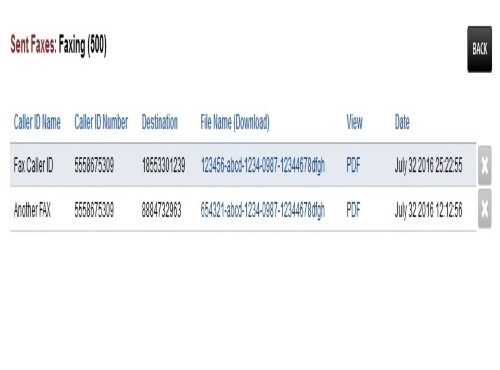 Sent Faxes: Faxing (500)
BACK
Caller ID Name Caller ID Number Destination File Name (Download) View Date
Fax Caller ID 5558675309 18553301239 123456-abcd-1234-0987-12344678dfgh PDF July 32 2016 25:22:55
Another FAX 5558675309 8884732963 654321-abcd-1234-0987-12344678dfgh PDF July 32 2016 12:12:56